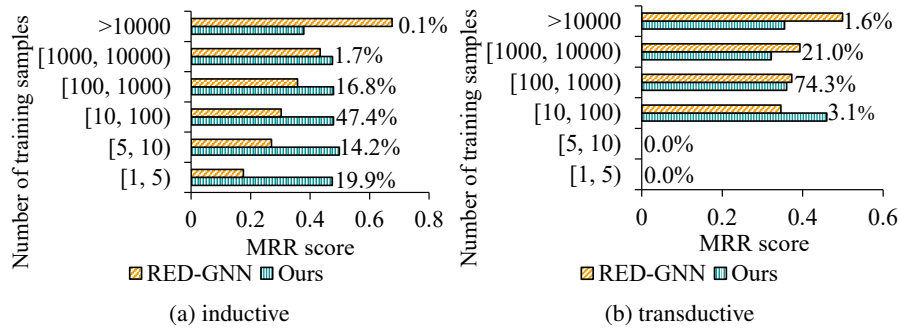 Number of training samples
>10000
0.1%
[1000, 10000)
1.7%
[100, 1000)
16.8%
[10, 100)
47.4%
[5, 10)
14.2%
[1, 5)
19.9%
0 0.2 0.4 0.6 0.8
MRR score
RED-GNN Ours
(a) inductive
Number of training samples
>10000
1.6%
[1000, 10000)
21.0%
[100, 1000)
74.3%
[10, 100)
3.1%
[5, 10)
0.0%
[1, 5)
0.0%
0 0.2 0.4 0.6
MRR score
RED-GNN Ours
(b) transductive